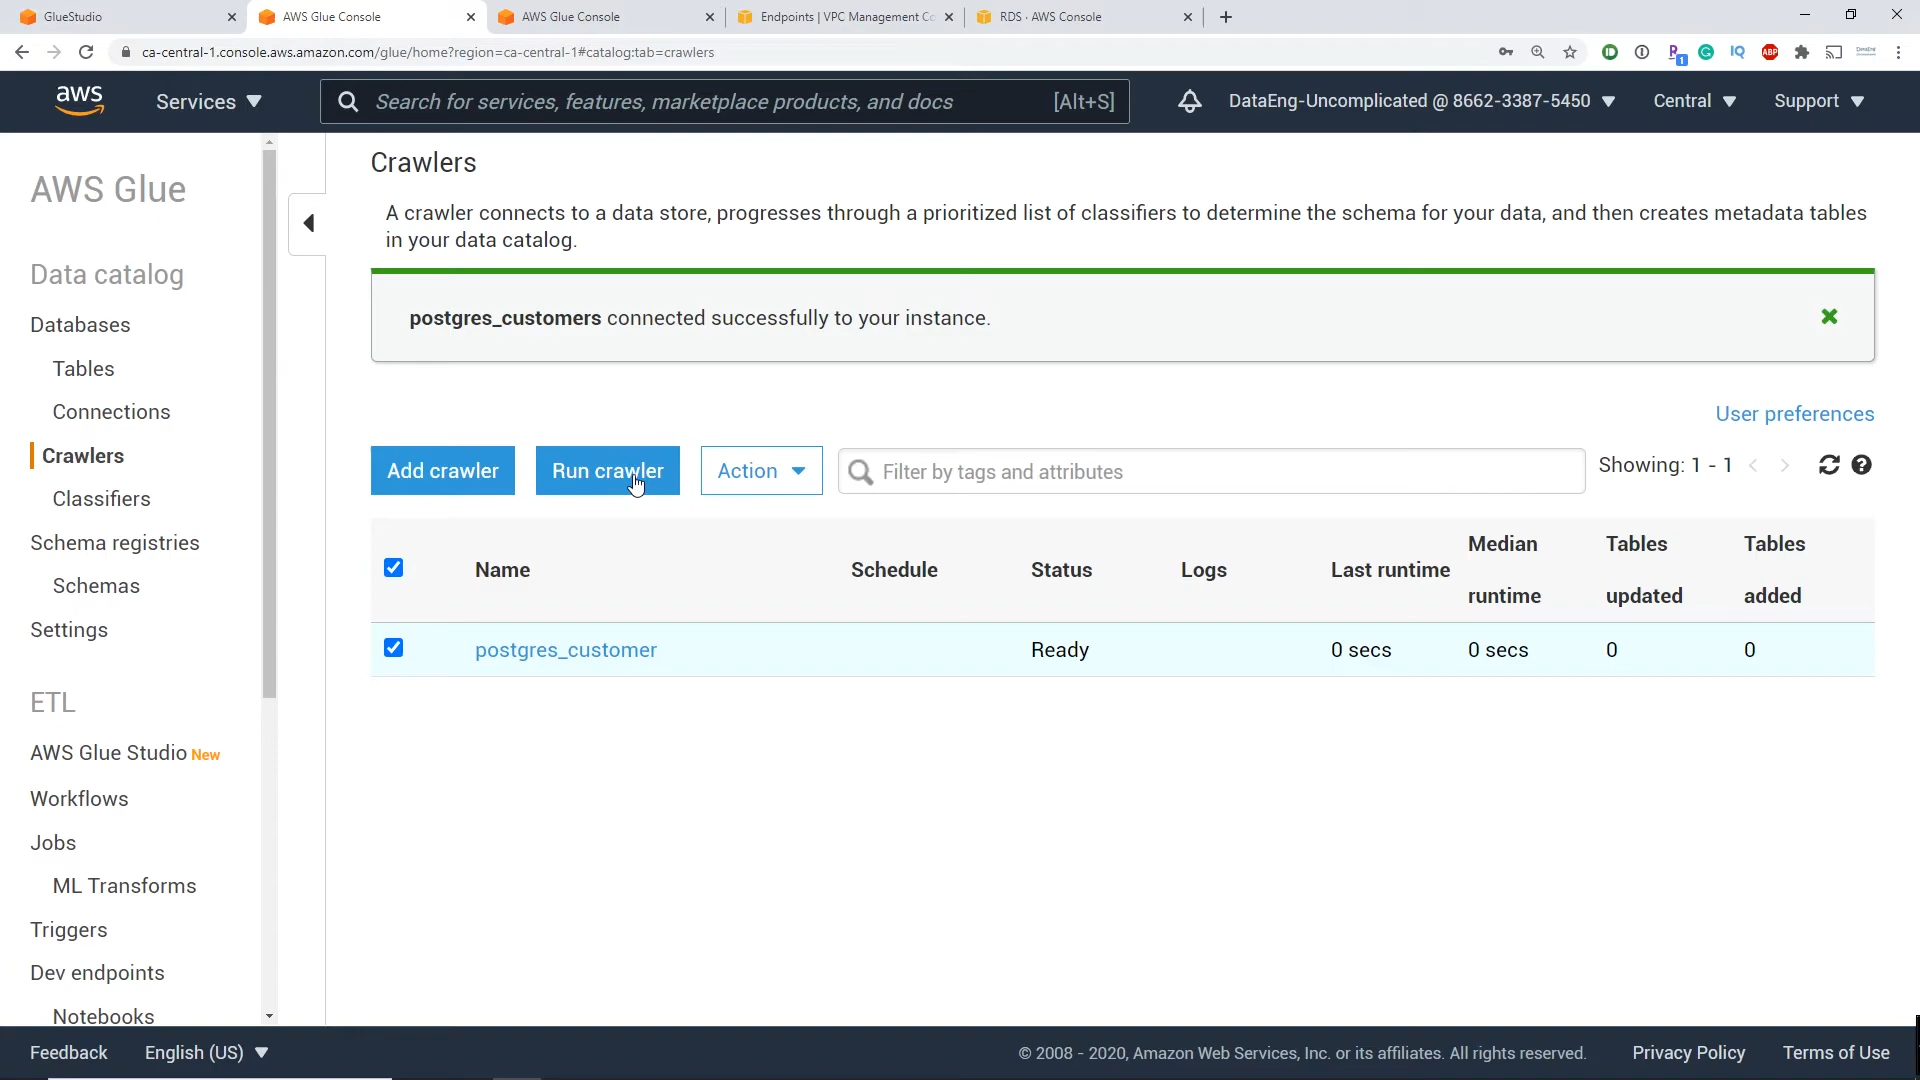 GlueStudio
AWS Glue Console
AWS Glue Console
Endpoints | VPC Management Co
RDS · AWS Console
ca-central-1.console.aws.amazon.com/glue/home?region=ca-central-1#catalog:tab=crawlers
aws
Services
Search for services, features, marketplace products, and docs
[Alt+S]
DataEng-Uncomplicated @ 8662-3387-5450
Central
Support
AWS Glue
Data catalog
Databases
Tables
Connections
Crawlers
Classifiers
Schema registries
Schemas
Settings
ETL
AWS Glue Studio New
Workflows
Jobs
ML Transforms
Triggers
Dev endpoints
Notebooks
Crawlers
A crawler connects to a data store, progresses through a prioritized list of classifiers to determine the schema for your data, and then creates metadata tables
in your data catalog.
postgres_customers connected successfully to your instance.
User preferences
Add crawler
Run crawler
Action
Filter by tags and attributes
Showing: 1 - 1
Name
Schedule
Status
Logs
Last runtime
Median
runtime
Tables
updated
Tables
added
postgres_customer
Ready
0 secs
0 secs
0
0
Feedback
English (US)
© 2008 - 2020, Amazon Web Services, Inc. or its affiliates. All rights reserved.
Privacy Policy
Terms of Use